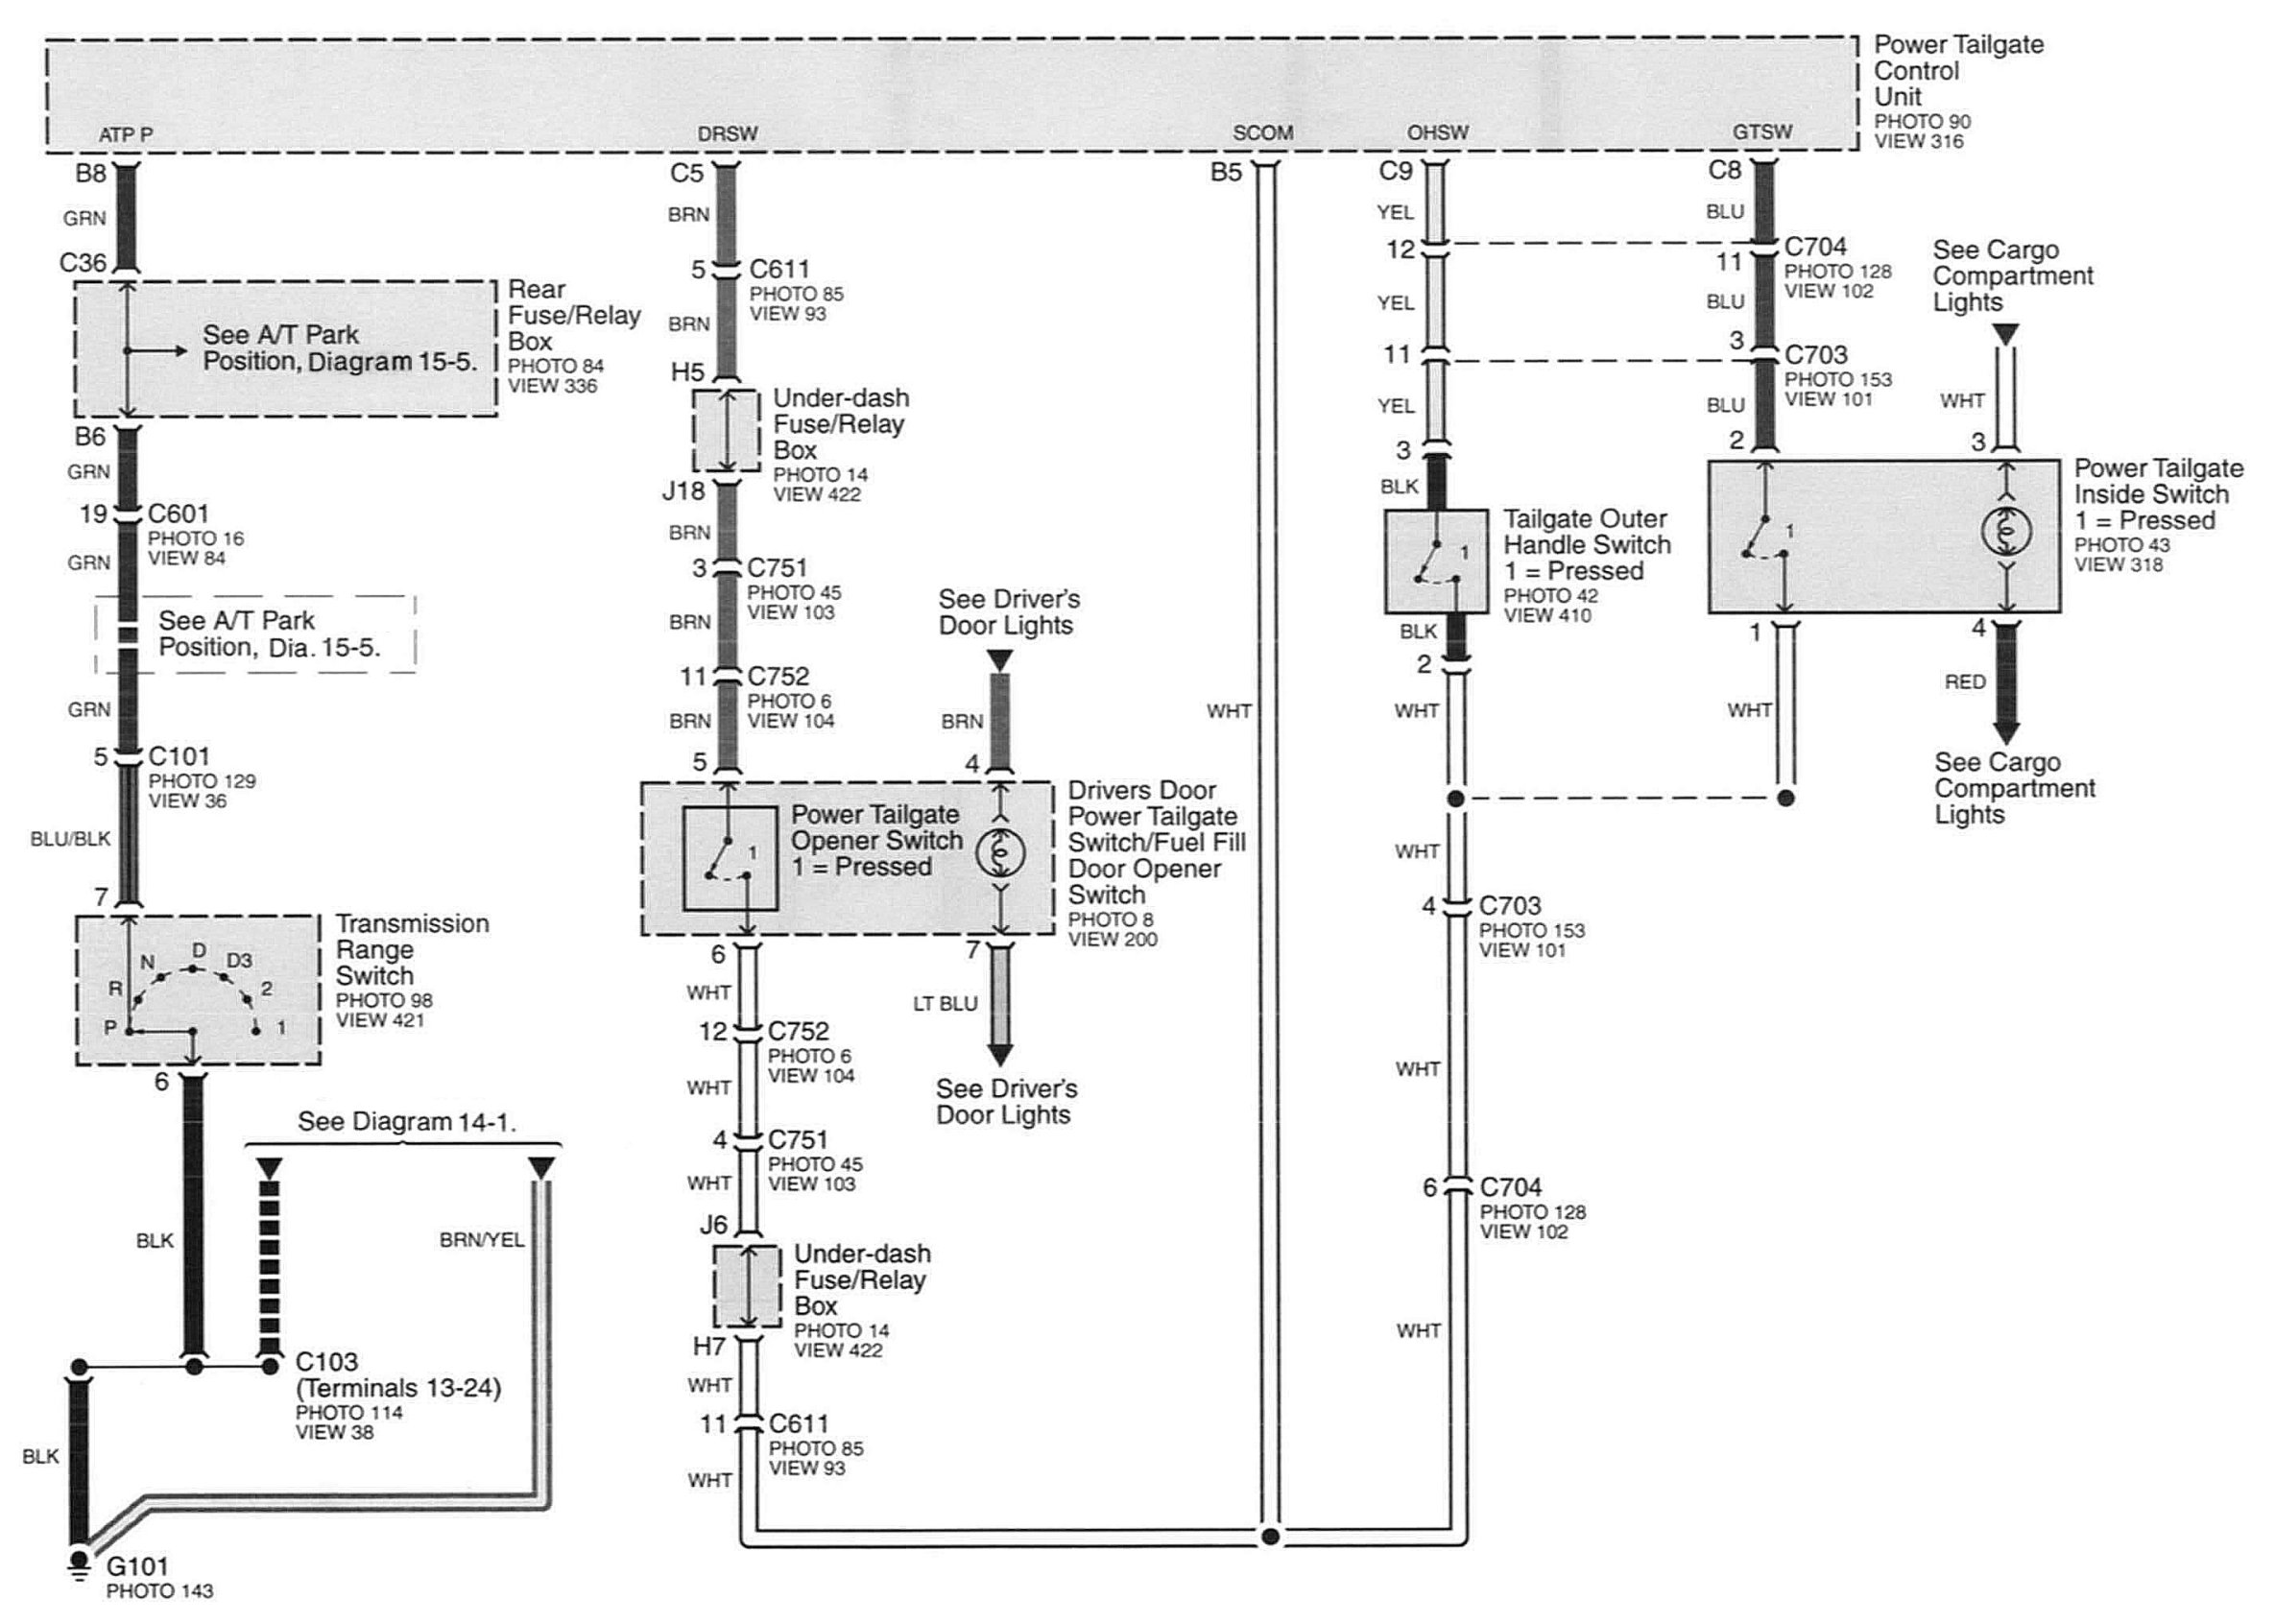 Power Tailgate
Control
Unit
PHOTO 90
VIEW 316
ATP P
DRSW
SCOM
OHSW
GTSW
B8
GRN
C36
Rear
Fuse/Relay
Box
PHOTO 84
VIEW 336
See A/T Park
Position, Diagram 15-5.
B6
GRN
19
C601
PHOTO 16
VIEW 84
GRN
See A/T Park
Position, Dia. 15-5.
GRN
5
C101
PHOTO 129
VIEW 36
BLU/BLK
7
Transmission
Range
Switch
PHOTO 98
VIEW 421
P
R
N
D
D3
2
1
6
See Diagram 14-1.
BLK
BRN/YEL
C103
(Terminals 13-24)
PHOTO 114
VIEW 38
BLK
G101
PHOTO 143
C5
BRN
5
C611
PHOTO 85
VIEW 93
BRN
H5
Under-dash
Fuse/Relay
Box
PHOTO 14
VIEW 422
J18
BRN
3
C751
PHOTO 45
VIEW 103
BRN
11
C752
PHOTO 6
VIEW 104
BRN
5
See Driver's
Door Lights
BRN
4
Power Tailgate
Opener Switch
1 = Pressed
1
Drivers Door
Power Tailgate
Switch/Fuel Fill
Door Opener
Switch
PHOTO 8
VIEW 200
6
WHT
7
LT BLU
See Driver's
Door Lights
12
C752
PHOTO 6
VIEW 104
WHT
4
C751
PHOTO 45
VIEW 103
WHT
J6
Under-dash
Fuse/Relay
Box
PHOTO 14
VIEW 422
H7
WHT
11
C611
PHOTO 85
VIEW 93
WHT
B5
WHT
C9
YEL
12
YEL
11
YEL
3
BLK
Tailgate Outer
Handle Switch
1 = Pressed
PHOTO 42
VIEW 410
1
BLK
2
WHT
WHT
4
C703
PHOTO 153
VIEW 101
WHT
6
C704
PHOTO 128
VIEW 102
WHT
C8
BLU
C704
PHOTO 128
VIEW 102
11
BLU
3
C703
PHOTO 153
VIEW 101
BLU
2
See Cargo
Compartment
Lights
WHT
3
Power Tailgate
Inside Switch
1 = Pressed
PHOTO 43
VIEW 318
1
1
WHT
4
RED
See Cargo
Compartment
Lights